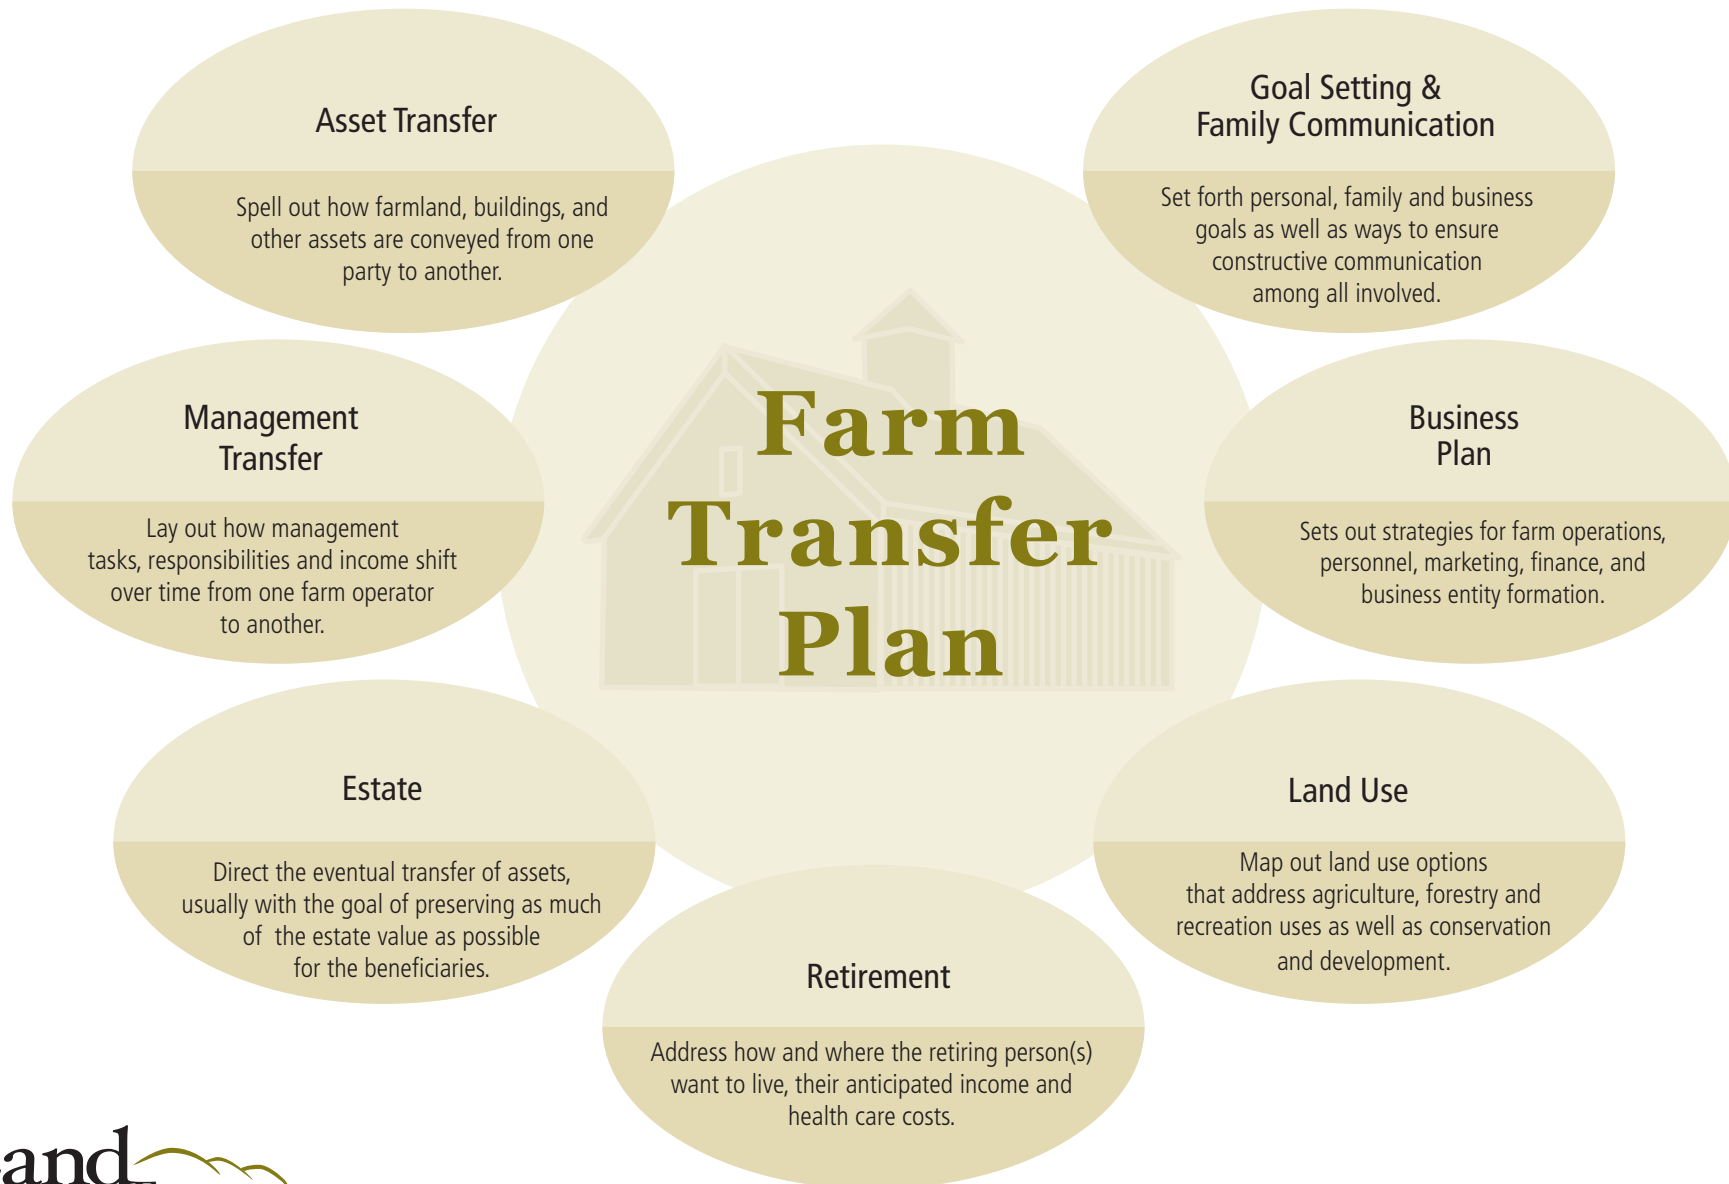 Asset Transfer
Spell out how farmland, buildings, and
other assets are conveyed from one
party to another.
Goal Setting &
Family Communication
Set forth personal, family and business
goals as well as ways to ensure
constructive communication
among all involved.
Management
Transfer
Lay out how management
tasks, responsibilities and income shift
over time from one farm operator
to another.
Farm
Transfer
Plan
Business
Plan
Sets out strategies for farm operations,
personnel, marketing, finance, and
business entity formation.
Estate
Direct the eventual transfer of assets,
usually with the goal of preserving as much
of the estate value as possible
for the beneficiaries.
Land Use
Map out land use options
that address agriculture, forestry and
recreation uses as well as conservation
and development.
Retirement
Address how and where the retiring person(s)
want to live, their anticipated income and
health care costs.
and